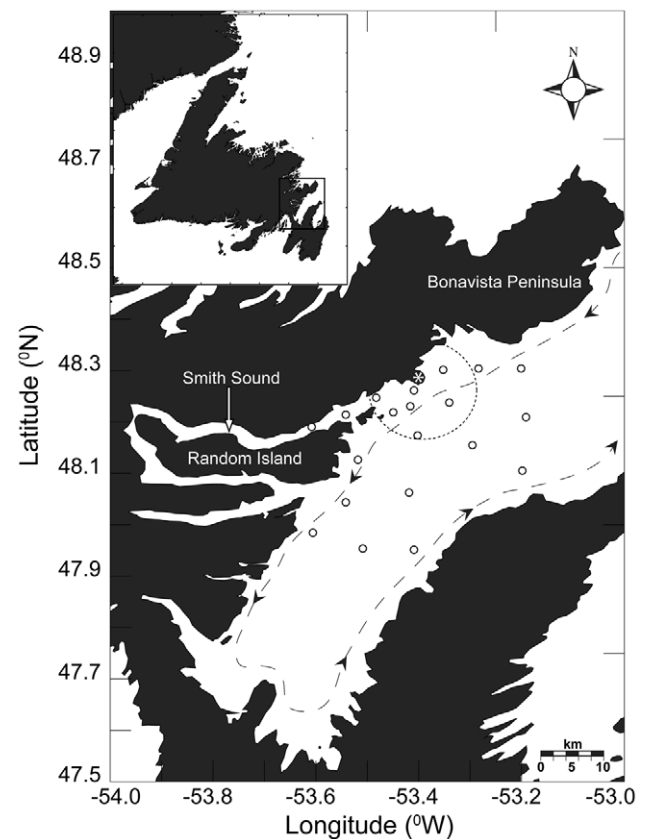 48.9
48.7
48.5
48.3
48.1
47.9
47.7
47.5
Latitude (⁰N)
N
Bonavista Peninsula
Smith Sound
Random Island
*
km
0 5 10
-54.0 -53.8 -53.6 -53.4 -53.2 -53.0
Longitude (⁰W)